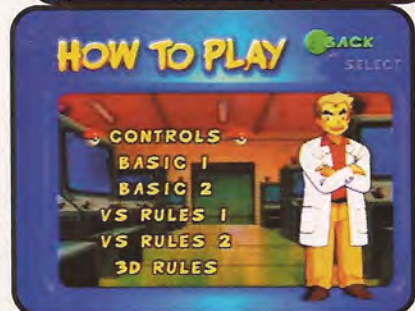 HOW TO PLAY
BACK
SELECT
CONTROLS
BASIC 1
BASIC 2
VS RULES 1
VS RULES 2
3D RULES